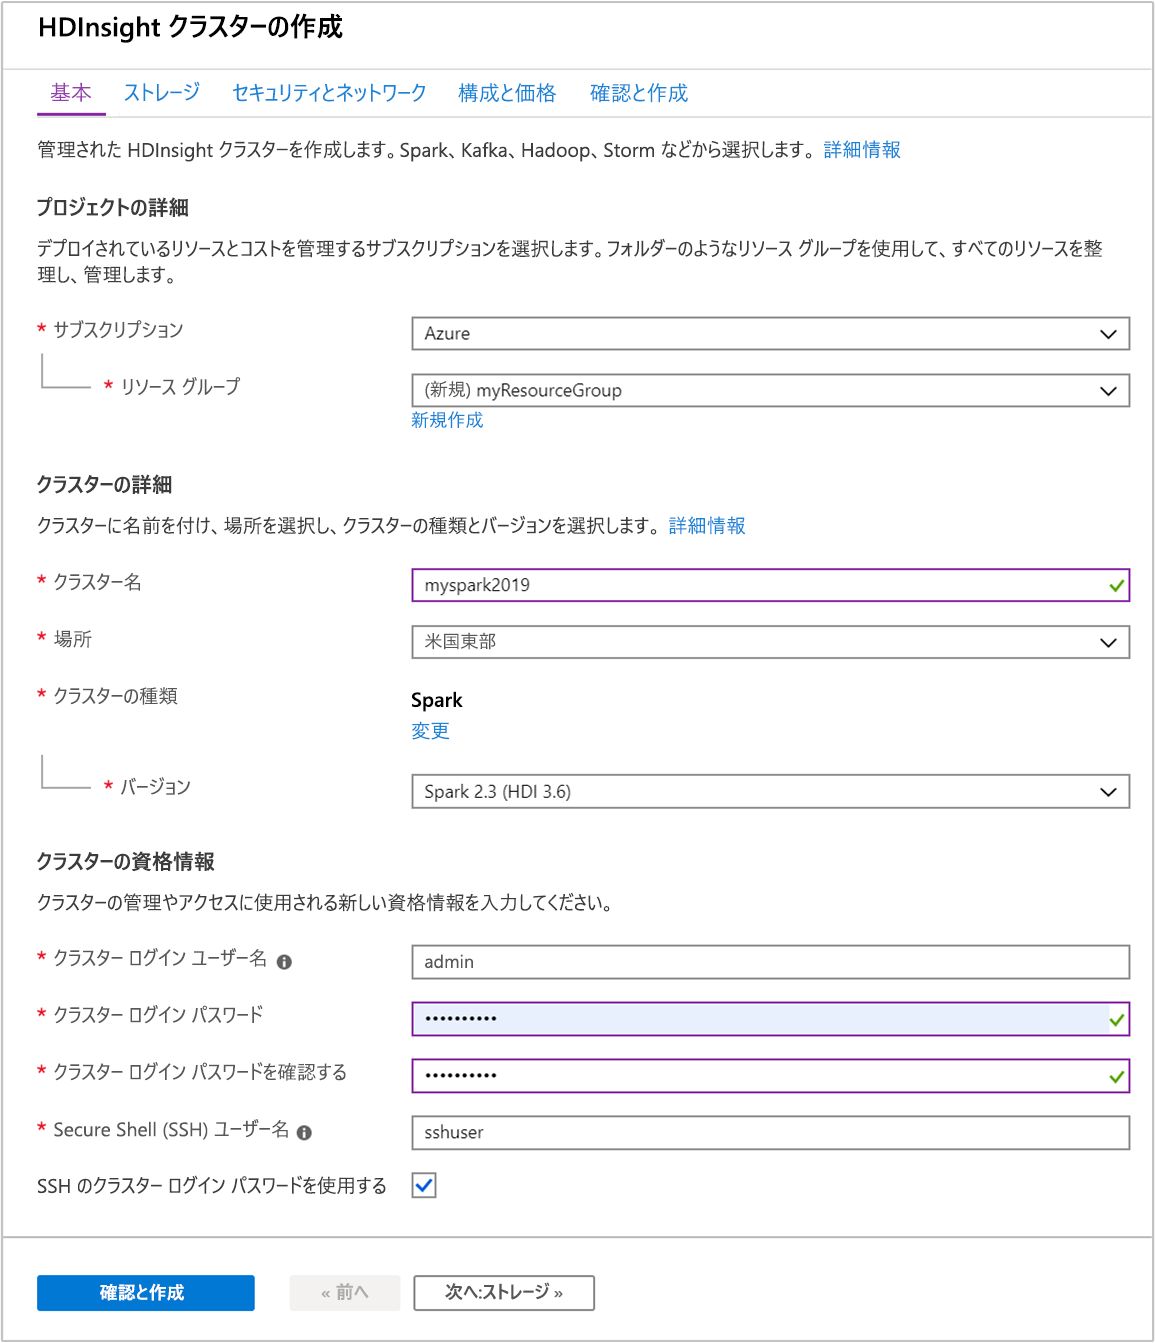 HDInsight クラスターの作成
基本 ストレージ セキュリティとネットワーク 構成と価格 確認と作成
管理された HDInsight クラスターを作成します。Spark、Kafka、Hadoop、Storm などから選択します。 詳細情報
プロジェクトの詳細
デプロイされているリソースとコストを管理するサブスクリプションを選択します。フォルダーのようなリソース グループを使用して、すべてのリソースを整
理し、管理します。
* サブスクリプション Azure
* リソース グループ (新規) myResourceGroup
新規作成
クラスターの詳細
クラスターに名前を付け、場所を選択し、クラスターの種類とバージョンを選択します。 詳細情報
* クラスター名 myspark2019
* 場所 米国東部
* クラスターの種類 Spark
変更
* バージョン Spark 2.3 (HDI 3.6)
クラスターの資格情報
クラスターの管理やアクセスに使用される新しい資格情報を入力してください。
* クラスター ログイン ユーザー名 admin
* クラスター ログイン パスワード ••••••••••
* クラスター ログイン パスワードを確認する ••••••••••
* Secure Shell (SSH) ユーザー名 sshuser
SSH のクラスター ログイン パスワードを使用する
確認と作成 « 前へ 次へ:ストレージ »